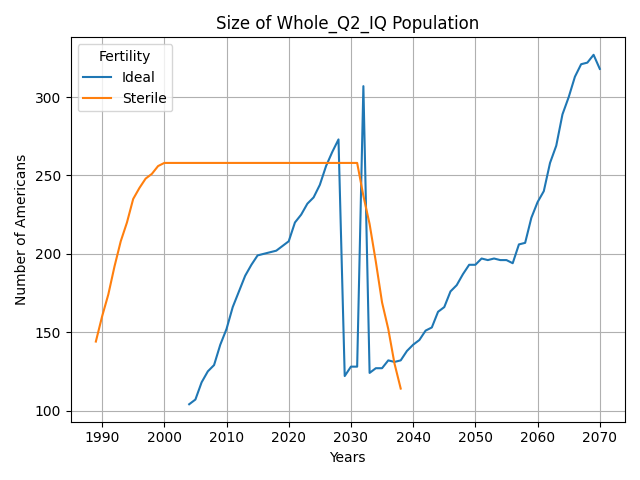 Size of Whole_Q2_IQ Population
Fertility
Ideal
Sterile
Number of Americans
300
250
200
150
100
1990 2000 2010 2020 2030 2040 2050 2060 2070
Years